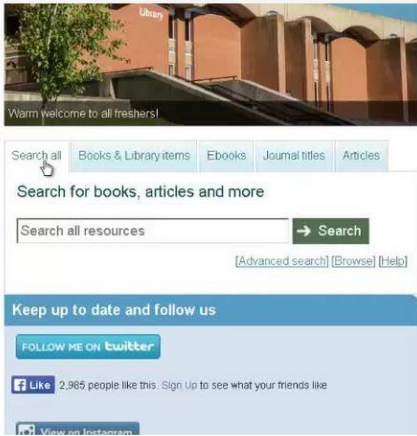 Library
Warm welcome to all freshers!
Search all Books & Library items Ebooks Journal titles Articles
Search for books, articles and more
Search all resources → Search
[Advanced search] [Browse] [Help]
Keep up to date and follow us
FOLLOW ME ON twitter
f Like 2,985 people like this. Sign Up to see what your friends like
View on Instagram